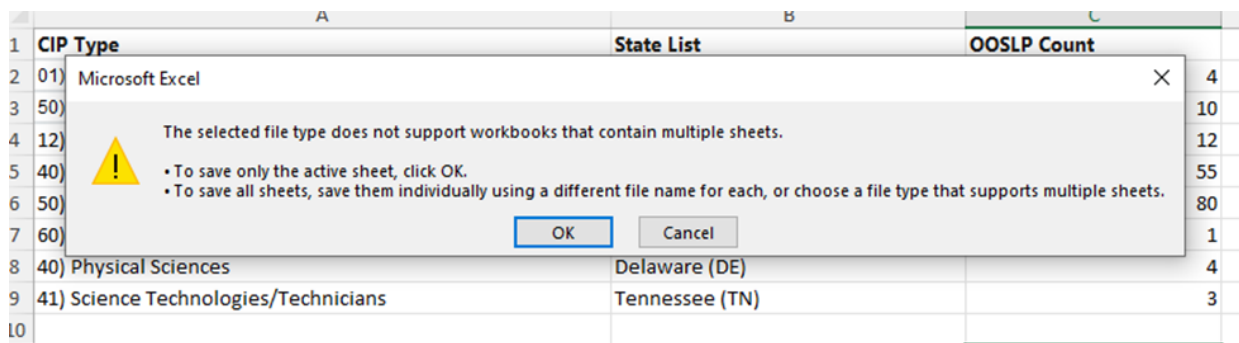 A B C
1 CIP Type State List OOSLP Count
2 01) 4
3 50) 10
4 12) 12
5 40) 55
6 50) 80
7 60) 1
Microsoft Excel
The selected file type does not support workbooks that contain multiple sheets.
• To save only the active sheet, click OK.
• To save all sheets, save them individually using a different file name for each, or choose a file type that supports multiple sheets.
OK Cancel
8 40) Physical Sciences Delaware (DE) 4
9 41) Science Technologies/Technicians Tennessee (TN) 3
10